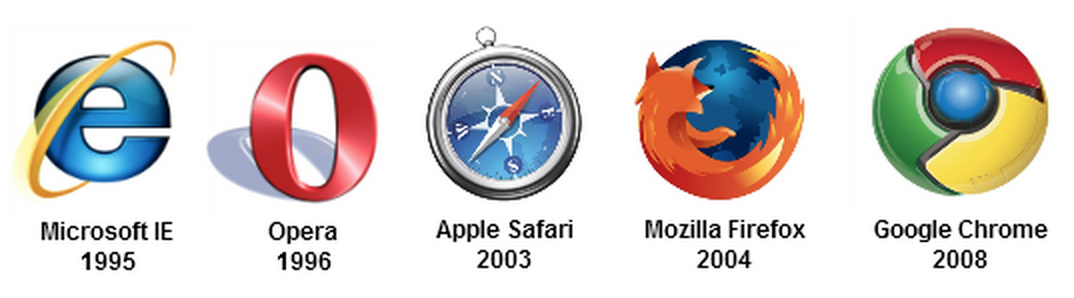 Microsoft IE
1995
Opera
1996
N
E
S
W
Apple Safari
2003
Mozilla Firefox
2004
Google Chrome
2008